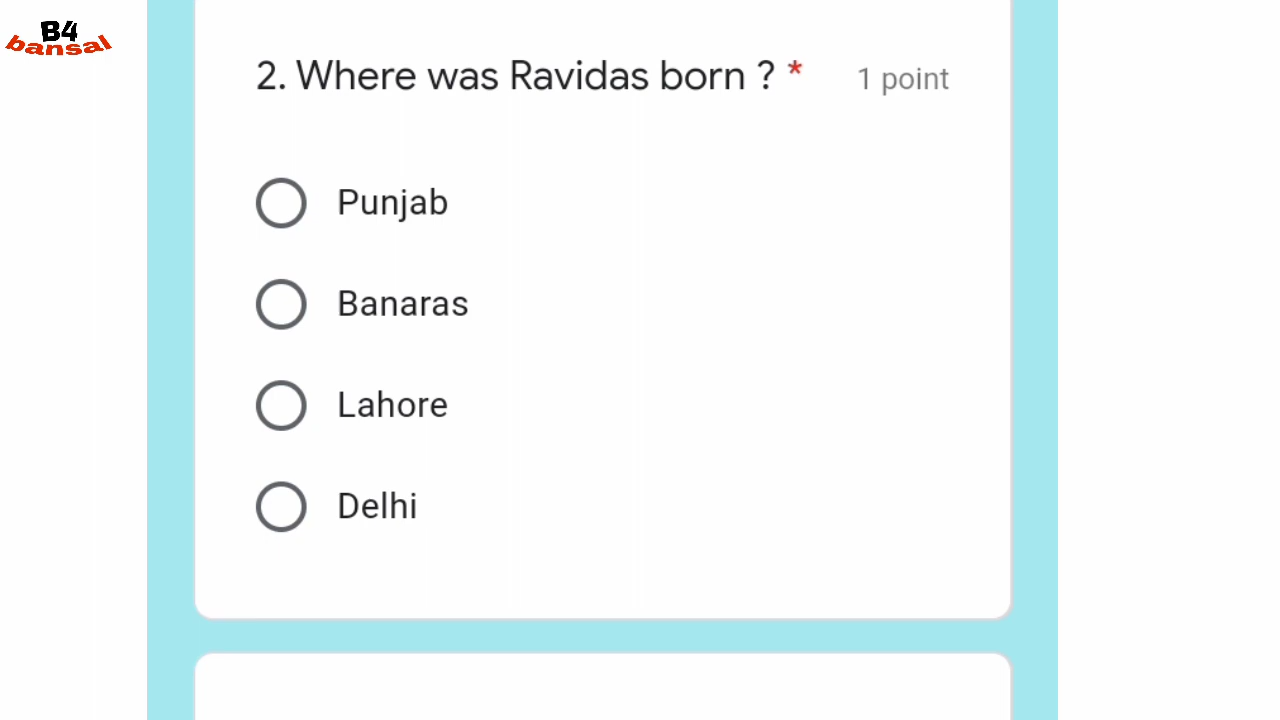 B4
bansal
2. Where was Ravidas born ? * 1 point
Punjab
Banaras
Lahore
Delhi